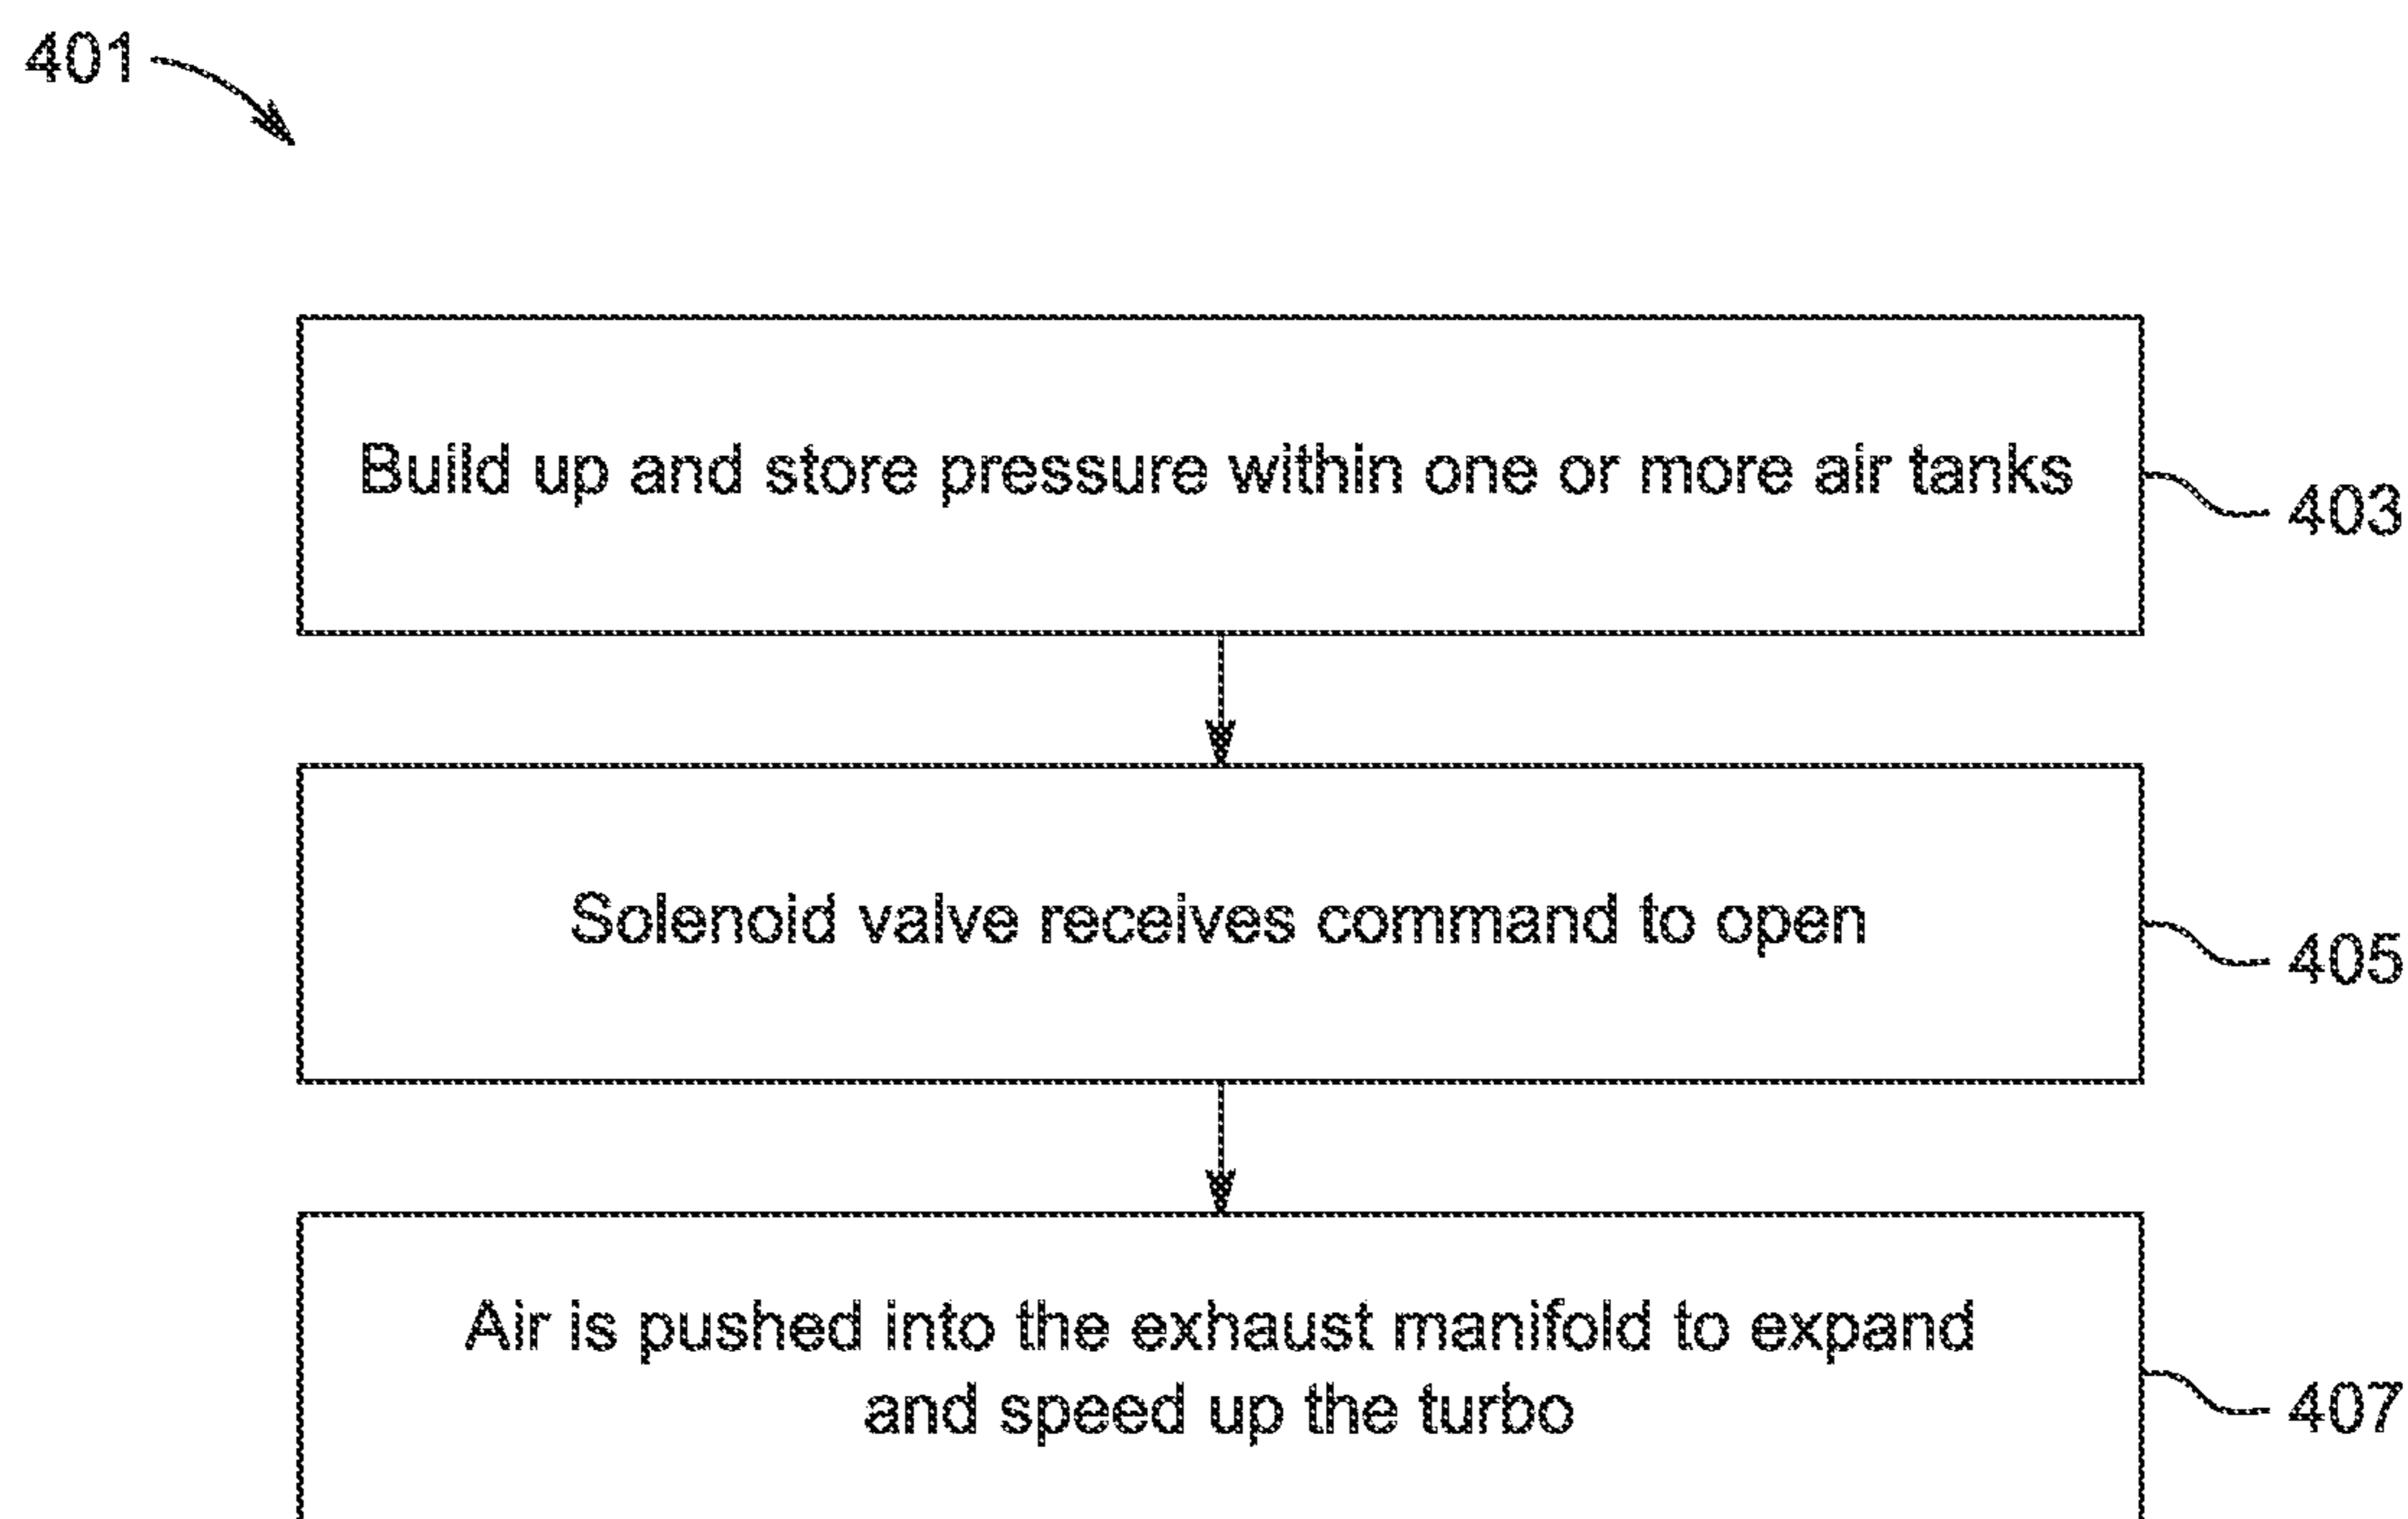 401
Build up and store pressure within one or more air tanks
403
Solenoid valve receives command to open
405
Air is pushed into the exhaust manifold to expand
and speed up the turbo
407